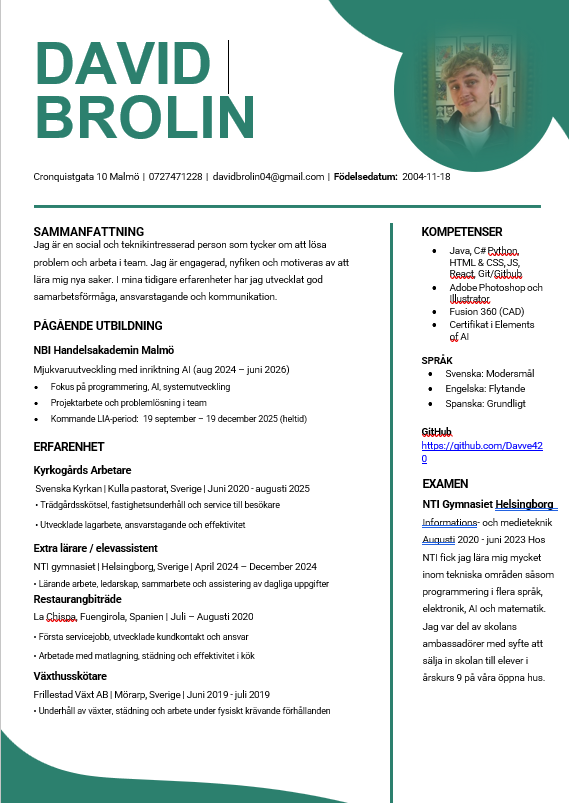 DAVID
BROLIN
Cronquistgata 10 Malmö | 0727471228 | davidbrolin04@gmail.com | Födelsedatum: 2004-11-18
SAMMANFATTNING
Jag är en social och teknikintresserad person som tycker om att lösa
problem och arbeta i team. Jag är engagerad, nyfiken och motiveras av att
lära mig nya saker. I mina tidigare erfarenheter har jag utvecklat god
samarbetsförmåga, ansvarstagande och kommunikation.
PÅGÅENDE UTBILDNING
NBI Handelsakademin Malmö
Mjukvaruutveckling med inriktning AI (aug 2024 – juni 2026)
• Fokus på programmering, AI, systemutveckling
• Projektarbete och problemlösning i team
• Kommande LIA-period: 19 september – 19 december 2025 (heltid)
ERFARENHET
Kyrkogårds Arbetare
Svenska Kyrkan | Kulla pastorat, Sverige | Juni 2020 - augusti 2025
• Trädgårdsskötsel, fastighetsunderhåll och service till besökare
• Utvecklade lagarbete, ansvarstagande och effektivitet
Extra lärare / elevassistent
NTI gymnasiet | Helsingborg, Sverige | April 2024 – December 2024
• Lärande arbete, ledarskap, sammarbete och assistering av dagliga uppgifter
Restaurangbiträde
La Chispa, Fuengirola, Spanien | Juli – Augusti 2020
• Första servicejobb, utvecklade kundkontakt och ansvar
• Arbetade med matlagning, städning och effektivitet i kök
Växthusskötare
Frillestad Växt AB | Mörarp, Sverige | Juni 2019 - juli 2019
• Underhåll av växter, städning och arbete under fysiskt krävande förhållanden
KOMPETENSER
• Java, C# Python,
HTML & CSS, JS,
React, Git/Github
• Adobe Photoshop och
Illustrator
• Fusion 360 (CAD)
• Certifikat i Elements
of AI
SPRÅK
• Svenska: Modersmål
• Engelska: Flytande
• Spanska: Grundligt
GitHub
https://github.com/Davve42
0
EXAMEN
NTI Gymnasiet Helsingborg
Informations- och medieteknik
Augusti 2020 - juni 2023 Hos
NTI fick jag lära mig mycket
inom tekniska områden såsom
programmering i flera språk,
elektronik, AI och matematik.
Jag var del av skolans
ambassadörer med syfte att
sälja in skolan till elever i
årskurs 9 på våra öppna hus.